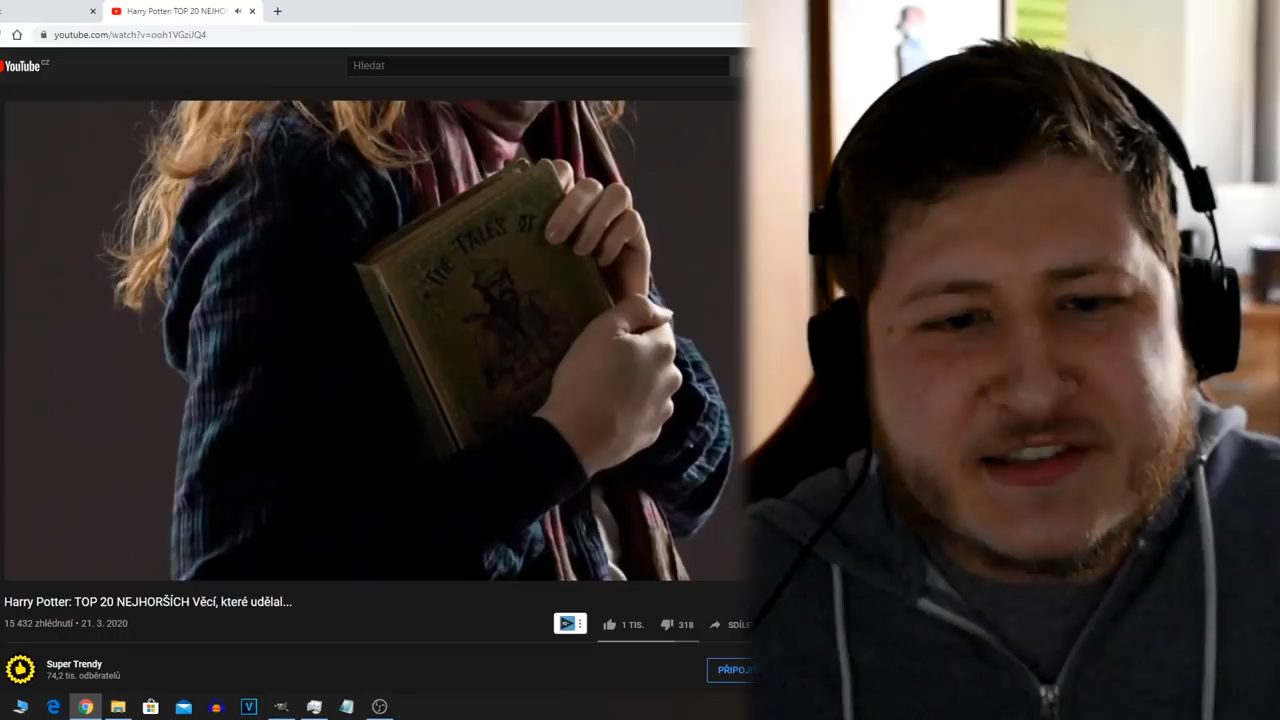 Harry Potter: TOP 20 NEJHO
youtube.com/watch?v=ooh1VGziJQ4
YouTube CZ
Hledat
THE TALES OF
Harry Potter: TOP 20 NEJHORŠÍCH Věcí, které udělal...
15 432 zhlédnutí • 21. 3. 2020
1 TIS.
318
SDÍLE
Super Trendy
74,2 tis. odběratelů
PŘIPOJI
V